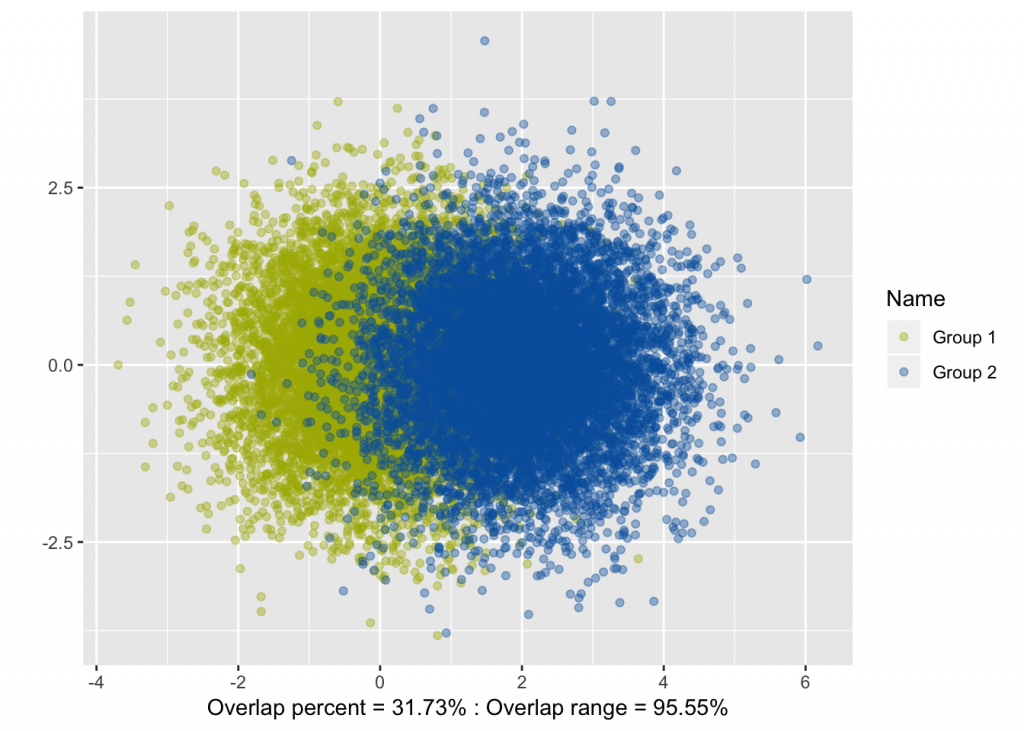 2.5
0.0
-2.5
-4 -2 0 2 4 6
Overlap percent = 31.73% : Overlap range = 95.55%
Name
Group 1
Group 2